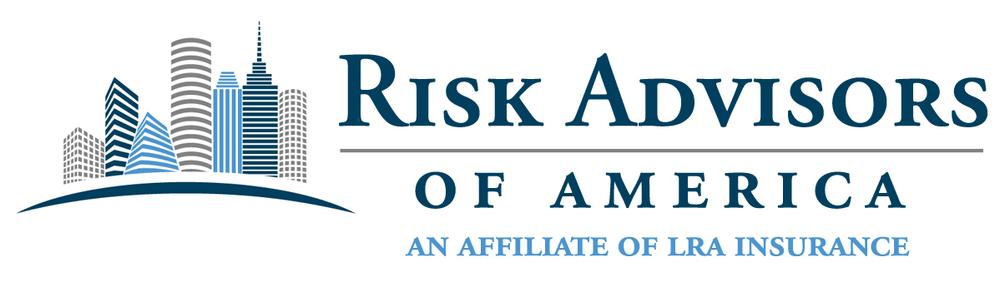 Risk Advisors
of America
an affiliate of LRA Insurance